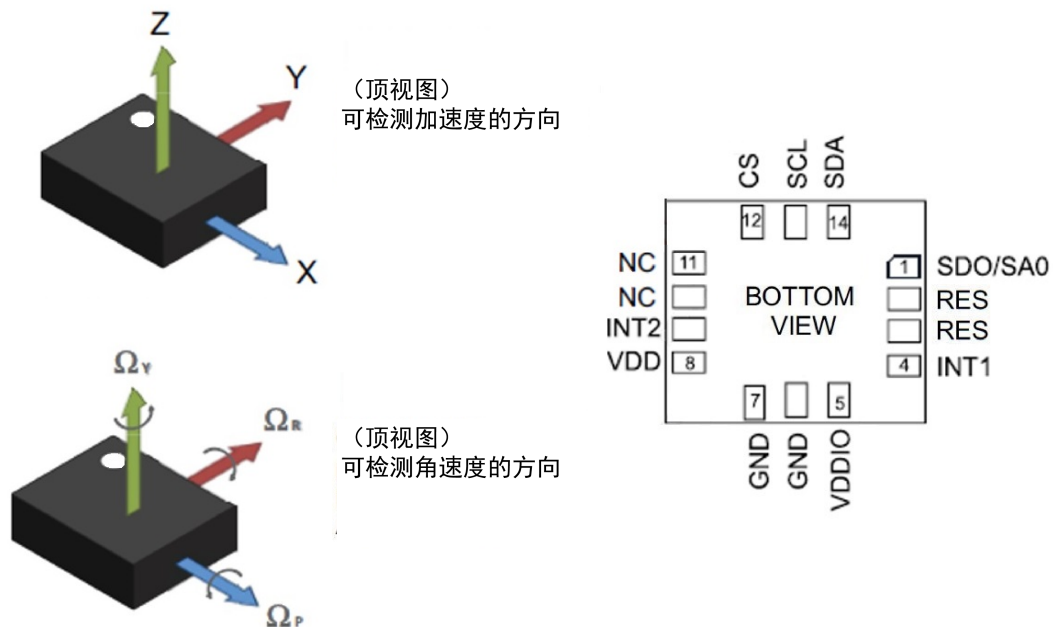 Z
Y
（顶视图）
可检测加速度的方向
X
ΩY
ΩR
（顶视图）
可检测角速度的方向
ΩP
CS
SCL
SDA
12
14
NC
11
1
SDO/SA0
NC
BOTTOM
RES
INT2
VIEW
RES
VDD
8
4
INT1
7
5
GND
GND
VDDIO